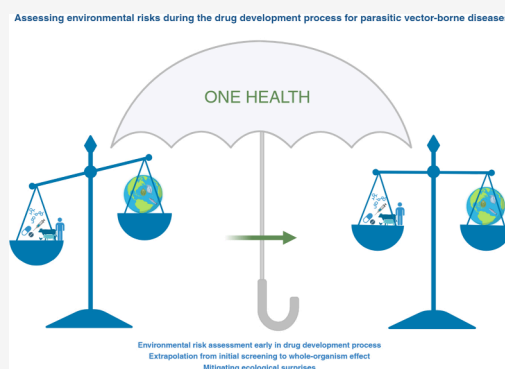 Assessing environmental risks during the drug development process for parasitic vector-borne disease
ONE HEALTH
Environmental risk assessment early in drug development process
Extrapolation from initial screening to whole-organism effect
Mitigating ecological surprises